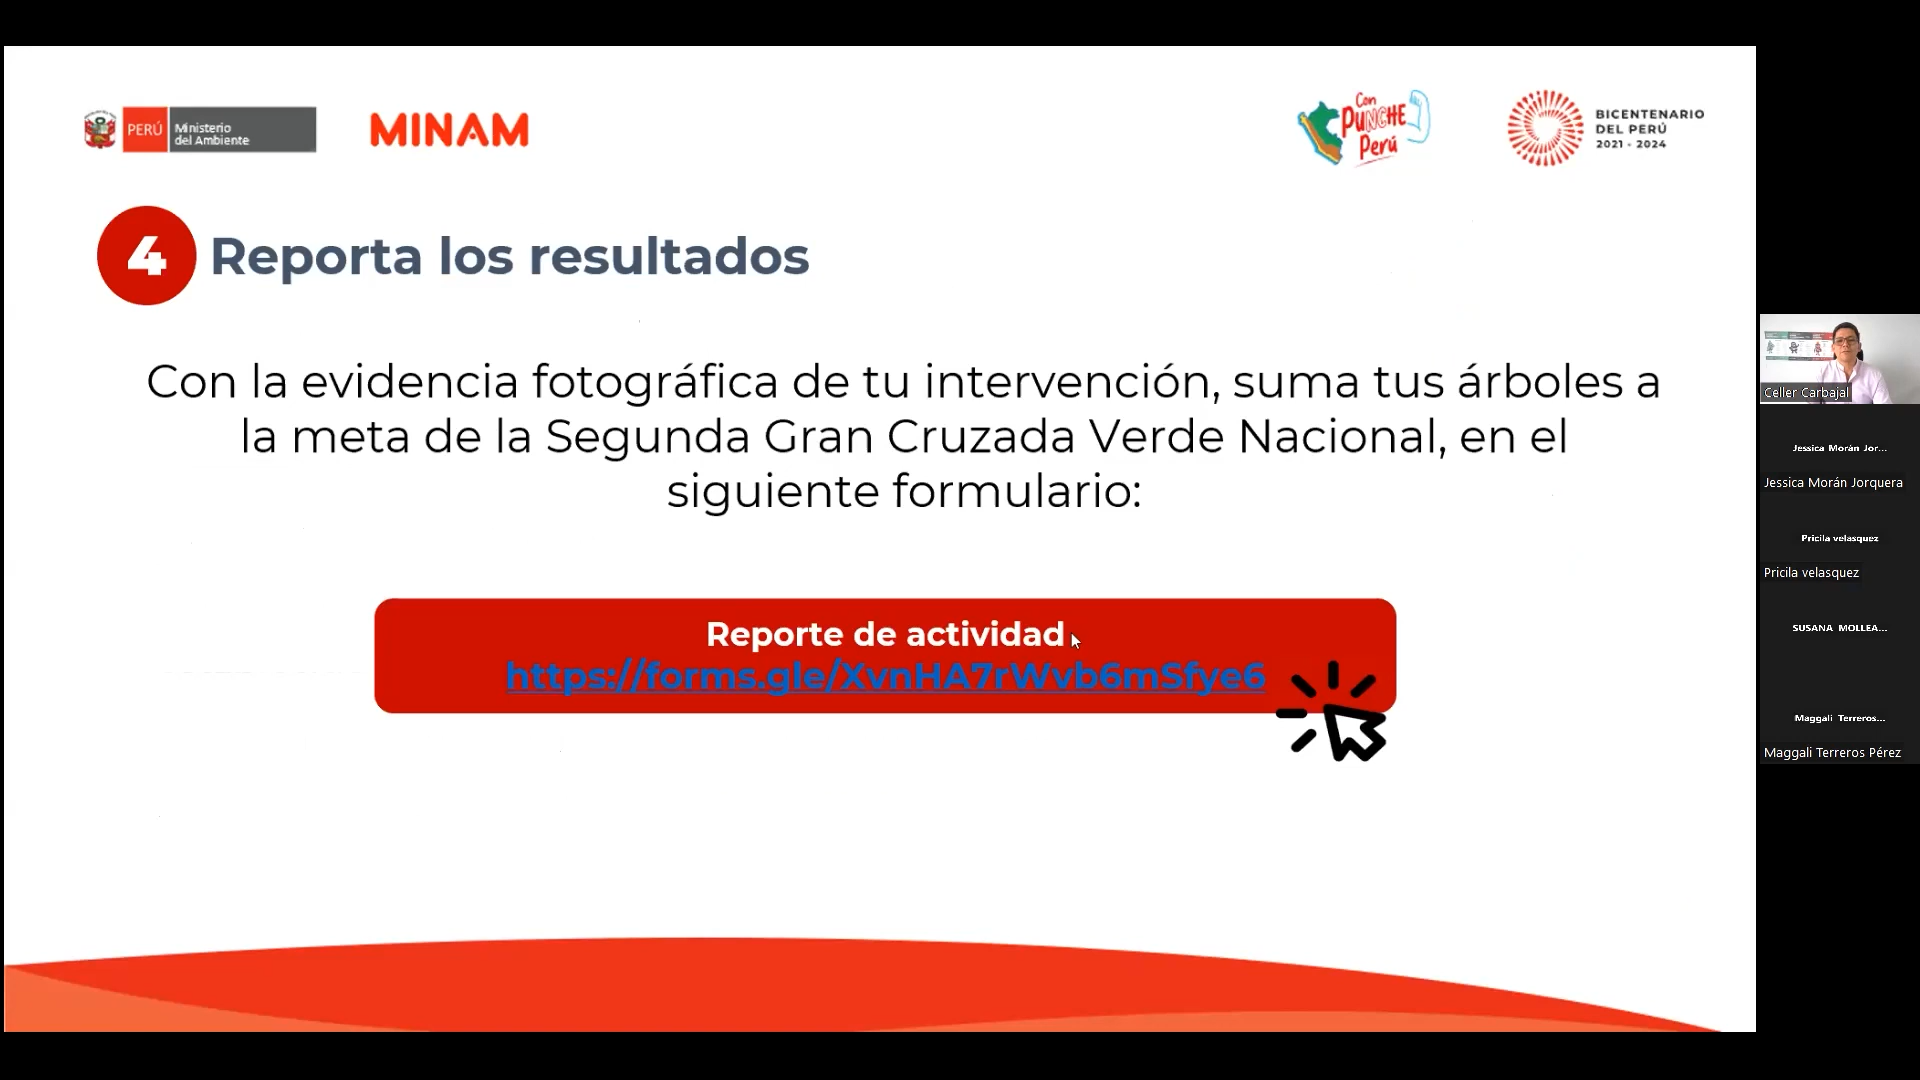 PERÚ
Ministerio
del Ambiente
MINAM
Con
PUNCHE
Perú
BICENTENARIO
DEL PERÚ
2021 - 2024
4 Reporta los resultados
Con la evidencia fotográfica de tu intervención, suma tus árboles a
la meta de la Segunda Gran Cruzada Verde Nacional, en el
siguiente formulario:
Reporte de actividad
https://forms.gle/XvnHA7rWvb6mSfye6
Celler Carbajal
Jessica Morán Jor...
Jessica Morán Jorquera
Pricila velasquez
Pricila velasquez
SUSANA MOLLEA...
Maggali Terreros...
Maggali Terreros Pérez